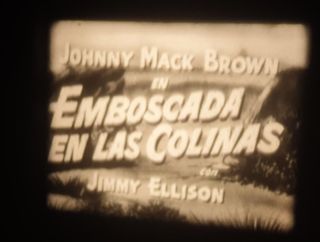 JOHNNY MACK BROWN
EN
EMBOSCADA
EN LAS COLINAS
con
JIMMY ELLISON